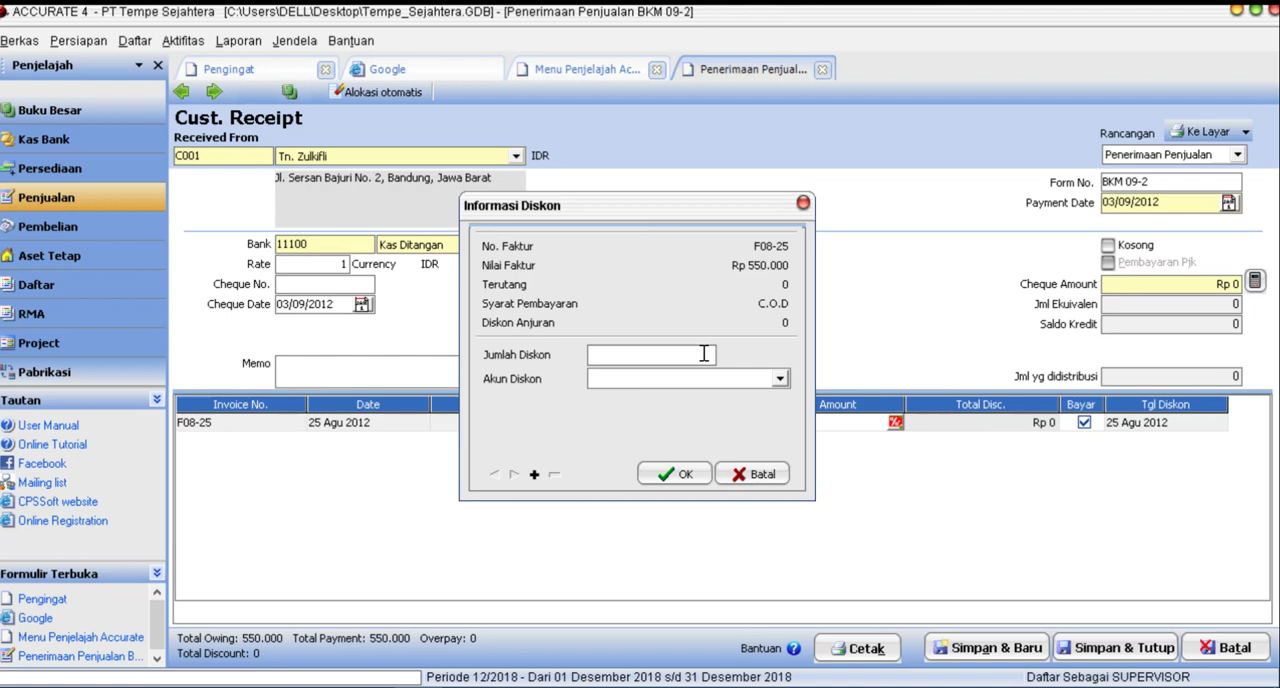 ACCURATE 4 - PT Tempe Sejahtera [C:\Users\DELL\Desktop\Tempe_Sejahtera.GDB] - [Penerimaan Penjualan BKM 09-2]
Berkas Persiapan Daftar Aktifitas Laporan Jendela Bantuan
Penjelajah
Pengingat
Google
Menu Penjelajah Ac...
Penerimaan Penjual...
Alokasi otomatis
Buku Besar
Kas Bank
Persediaan
Penjualan
Pembelian
Aset Tetap
Daftar
RMA
Project
Pabrikasi
Tautan
User Manual
Online Tutorial
Facebook
Mailing list
CPSSoft website
Online Registration
Formulir Terbuka
Pengingat
Google
Menu Penjelajah Accurate
Penerimaan Penjualan B...
Cust. Receipt
Received From
C001 Tn. Zulkifli IDR
Jl. Sersan Bajuri No. 2, Bandung, Jawa Barat
Rancangan Ke Layar
Penerimaan Penjualan
Form No. BKM 09-2
Payment Date 03/09/2012
Bank 11100 Kas Ditangan
Rate 1 Currency IDR
Cheque No.
Cheque Date 03/09/2012
Memo
Kosong
Pembayaran Pjk
Cheque Amount Rp 0
Jml Ekuivalen 0
Saldo Kredit 0
Jml yg didistribusi 0
Informasi Diskon
No. Faktur F08-25
Nilai Faktur Rp 550.000
Terutang 0
Syarat Pembayaran C.O.D
Diskon Anjuran 0
Jumlah Diskon
Akun Diskon
OK Batal
Invoice No. Date Amount Total Disc. Bayar Tgl Diskon
F08-25 25 Agu 2012 Rp 0 25 Agu 2012
Total Owing: 550.000 Total Payment: 550.000 Overpay: 0
Total Discount: 0
Bantuan Cetak Simpan & Baru Simpan & Tutup Batal
Periode 12/2018 - Dari 01 Desember 2018 s/d 31 Desember 2018 Daftar Sebagai SUPERVISOR